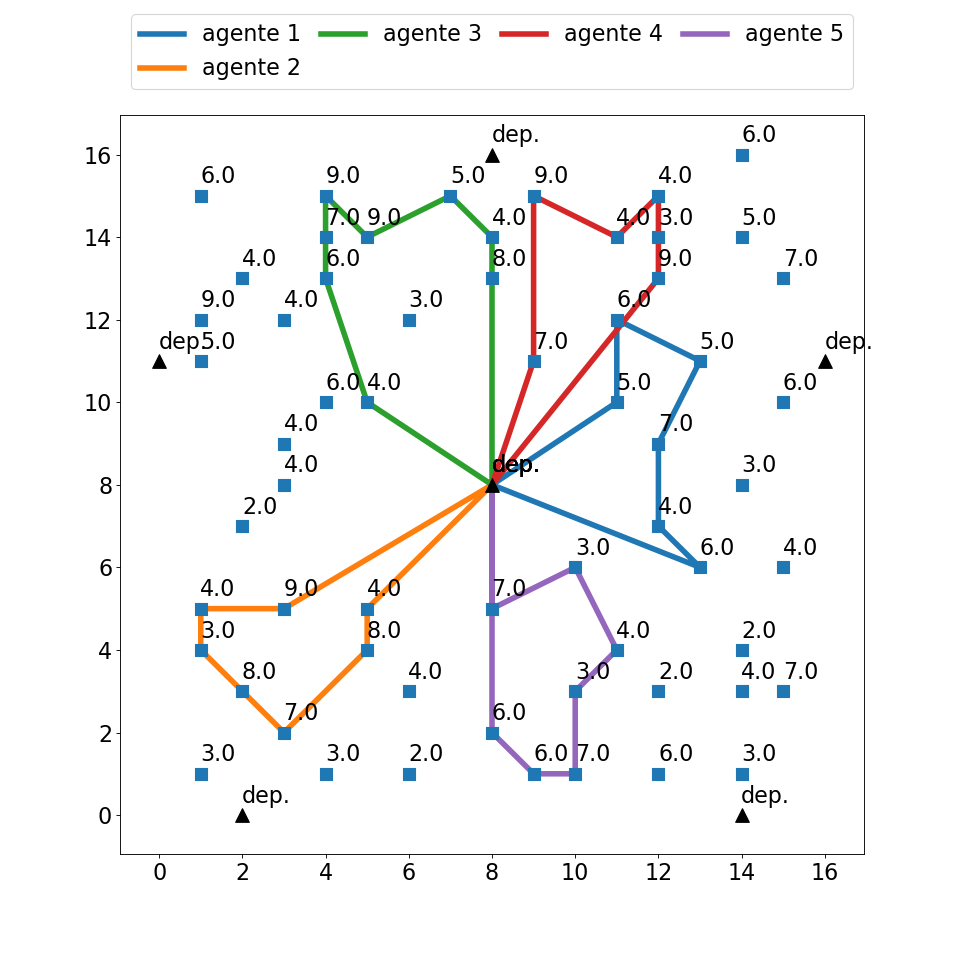 agente 1 agente 3 agente 4 agente 5
agente 2
dep. 6.0
16
6.0 9.0 5.0 9.0 4.0
7.0 9.0 4.0 4.0 3.0 5.0
14
4.0 6.0 8.0 9.0 7.0
9.0 4.0 3.0 6.0
12
dep. 5.0 7.0 5.0 dep.
6.0 4.0 5.0 6.0
10
4.0 7.0
4.0 dep. 3.0
8
2.0 4.0
3.0 6.0 4.0
6
4.0 9.0 4.0 7.0
3.0 8.0 4.0 2.0
4
8.0 4.0 3.0 2.0 4.0 7.0
7.0 6.0
2
3.0 3.0 2.0 6.0 7.0 6.0 3.0
dep. dep.
0
0 2 4 6 8 10 12 14 16